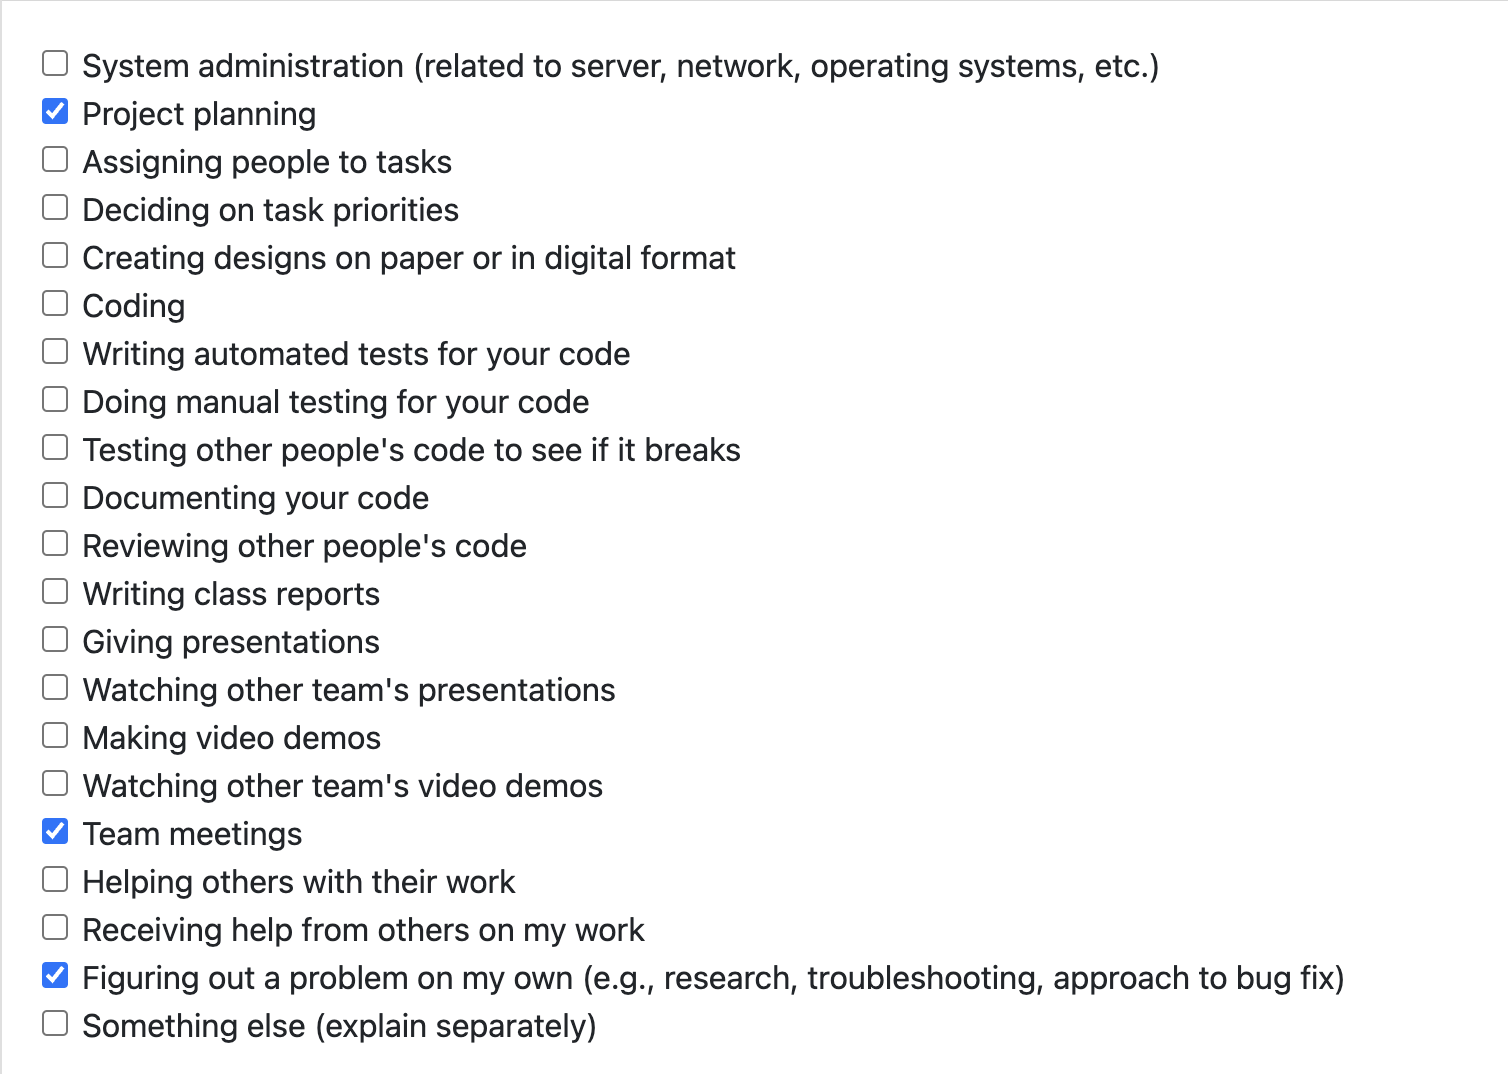 System administration (related to server, network, operating systems, etc.)
Project planning
Assigning people to tasks
Deciding on task priorities
Creating designs on paper or in digital format
Coding
Writing automated tests for your code
Doing manual testing for your code
Testing other people's code to see if it breaks
Documenting your code
Reviewing other people's code
Writing class reports
Giving presentations
Watching other team's presentations
Making video demos
Watching other team's video demos
Team meetings
Helping others with their work
Receiving help from others on my work
Figuring out a problem on my own (e.g., research, troubleshooting, approach to bug fix)
Something else (explain separately)